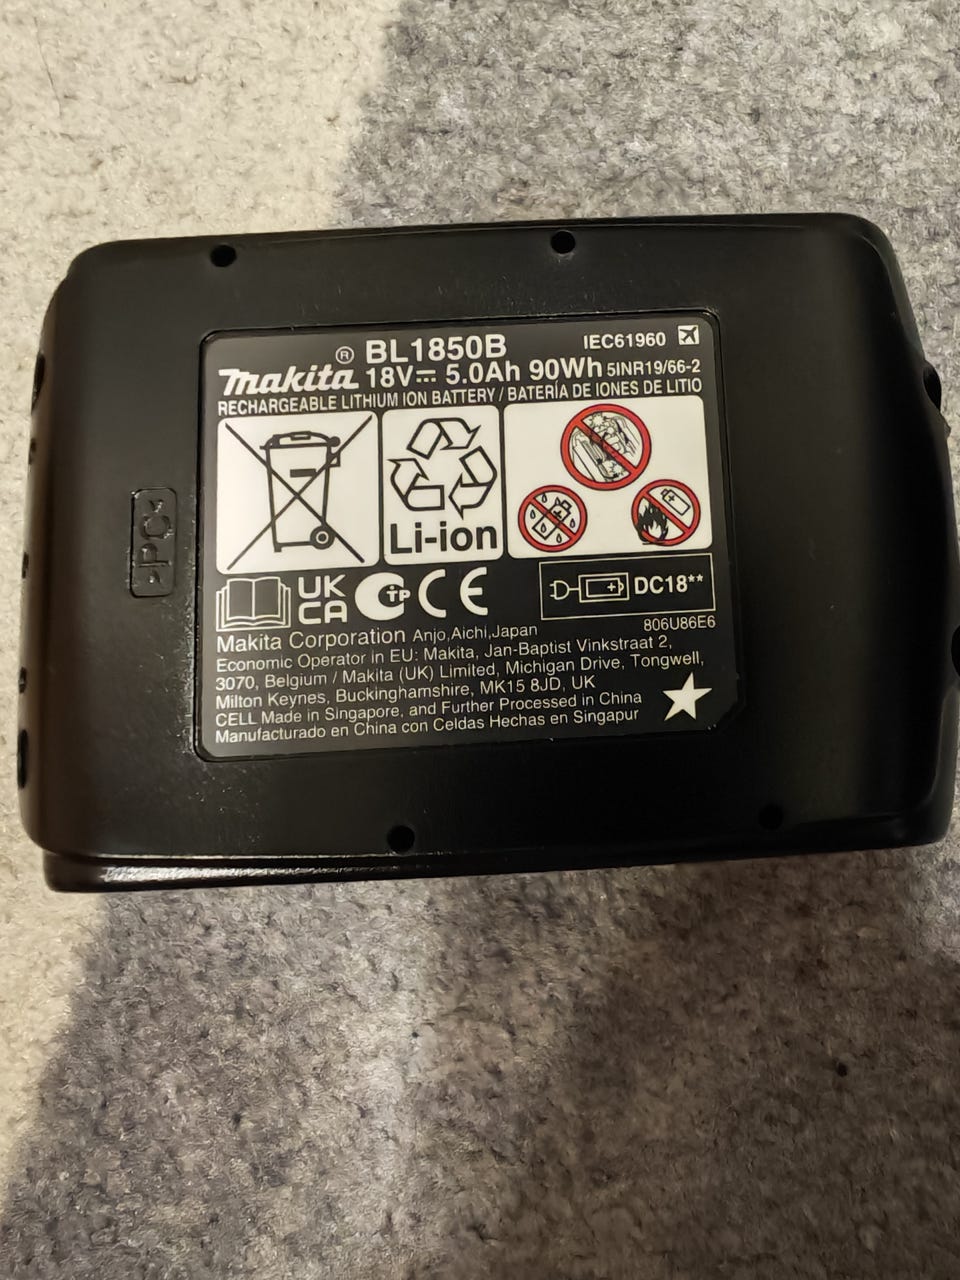 BL1850B IEC61960
makita® 18V⎓ 5.0Ah 90Wh 5INR19/66-2
RECHARGEABLE LITHIUM ION BATTERY / BATERÍA DE IONES DE LITIO
Li-ion
>PC<
UK
CA
TP
CE
DC18**
806U86E6
Makita Corporation Anjo,Aichi,Japan
Economic Operator in EU: Makita, Jan-Baptist Vinkstraat 2,
3070, Belgium / Makita (UK) Limited, Michigan Drive, Tongwell,
Milton Keynes, Buckinghamshire, MK15 8JD, UK
CELL Made in Singapore, and Further Processed in China
Manufacturado en China con Celdas Hechas en Singapur